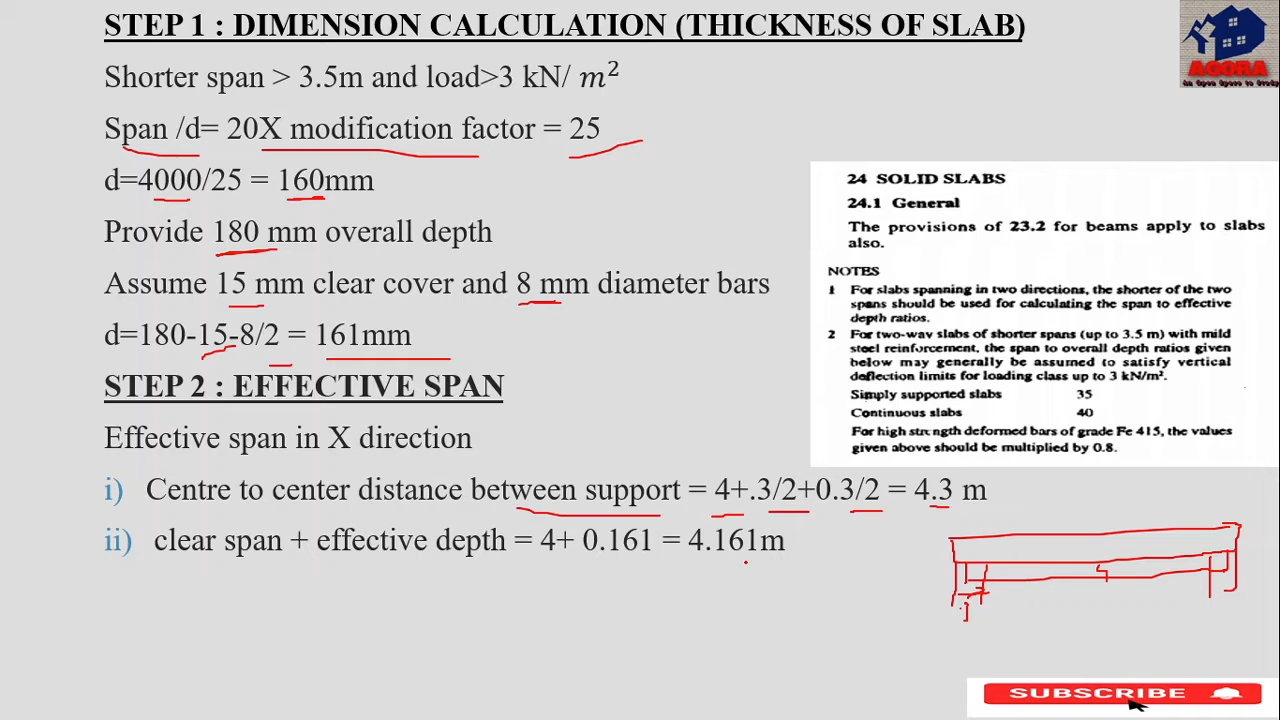 STEP 1 : DIMENSION CALCULATION (THICKNESS OF SLAB)
Shorter span > 3.5m and load>3 kN/ m²
Span /d= 20X modification factor = 25
d=4000/25 = 160mm
Provide 180 mm overall depth
Assume 15 mm clear cover and 8 mm diameter bars
d=180-15-8/2 = 161mm
STEP 2 : EFFECTIVE SPAN
Effective span in X direction
i) Centre to center distance between support = 4+.3/2+0.3/2 = 4.3 m
ii) clear span + effective depth = 4+ 0.161 = 4.161m
AGORA
An Open Space to Study
24 SOLID SLABS
24.1 General
The provisions of 23.2 for beams apply to slabs
also.
NOTES
1 For slabs spanning in two directions, the shorter of the two
spans should be used for calculating the span to effective
depth ratios.
2 For two-way slabs of shorter spans (up to 3.5 m) with mild
steel reinforcement, the span to overall depth ratios given
below may generally be assumed to satisfy vertical
deflection limits for loading class up to 3 kN/m².
Simply supported slabs 35
Continuous slabs 40
For high strength deformed bars of grade Fe 415, the values
given above should be multiplied by 0.8.
SUBSCRIBE